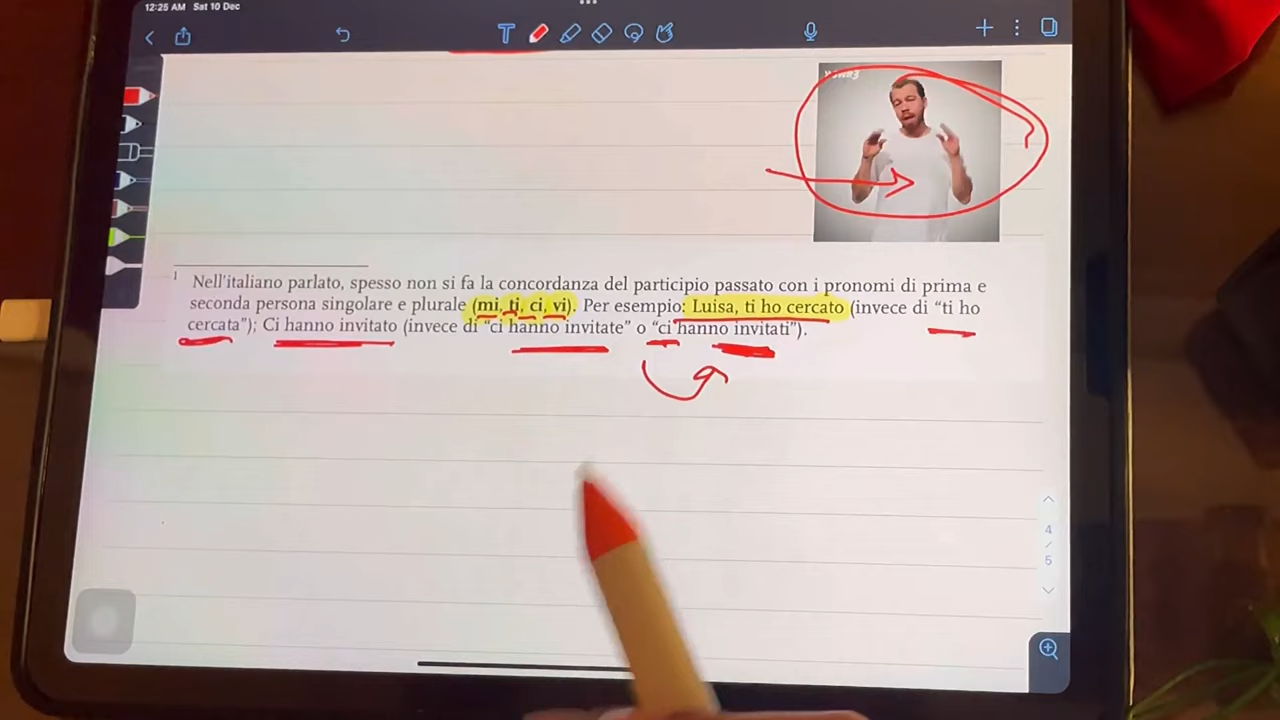 12:25 AM Sat 10 Dec
1 Nell'italiano parlato, spesso non si fa la concordanza del participio passato con i pronomi di prima e
seconda persona singolare e plurale (mi, ti, ci, vi). Per esempio: Luisa, ti ho cercato (invece di "ti ho
cercata"); Ci hanno invitato (invece di "ci hanno invitate" o "ci hanno invitati").
4
/
5